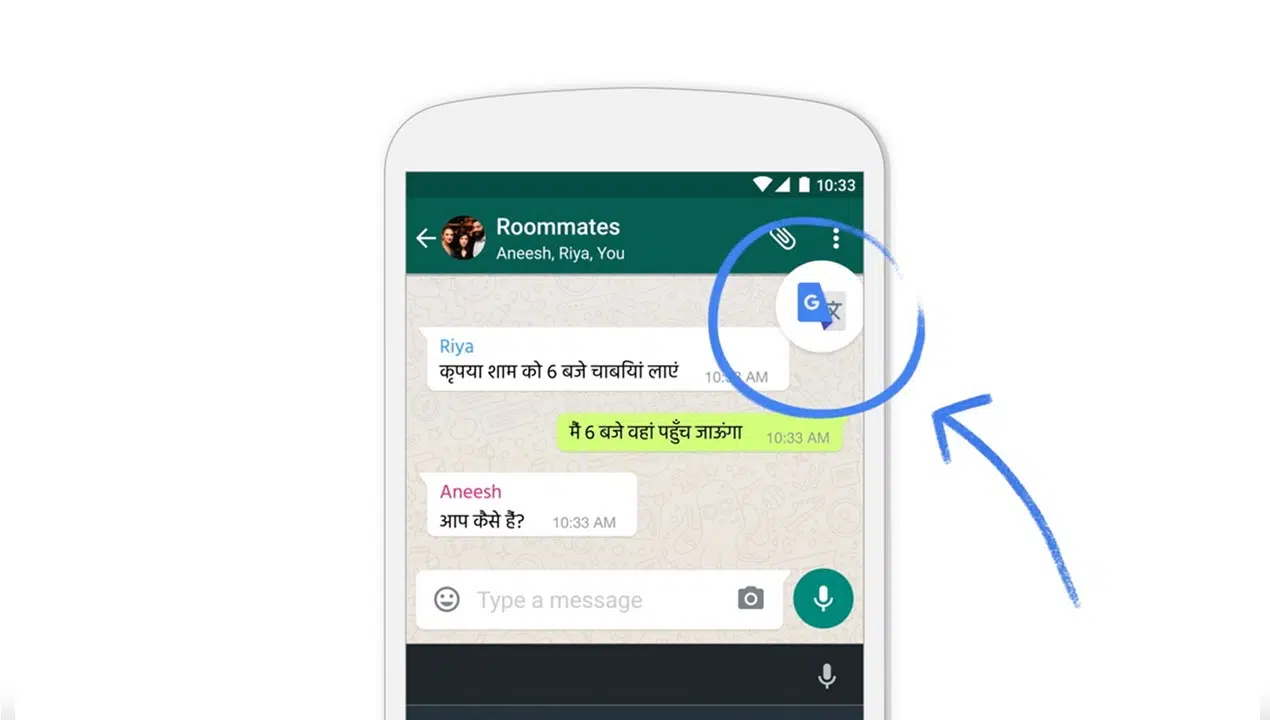 10:33
Roommates
Aneesh, Riya, You
G 文
Riya
कृपया शाम को 6 बजे चाबियां लाएं
10:33 AM
मैं 6 बजे वहां पहुँच जाऊंगा 10:33 AM
Aneesh
आप कैसे हैं? 10:33 AM
Type a message